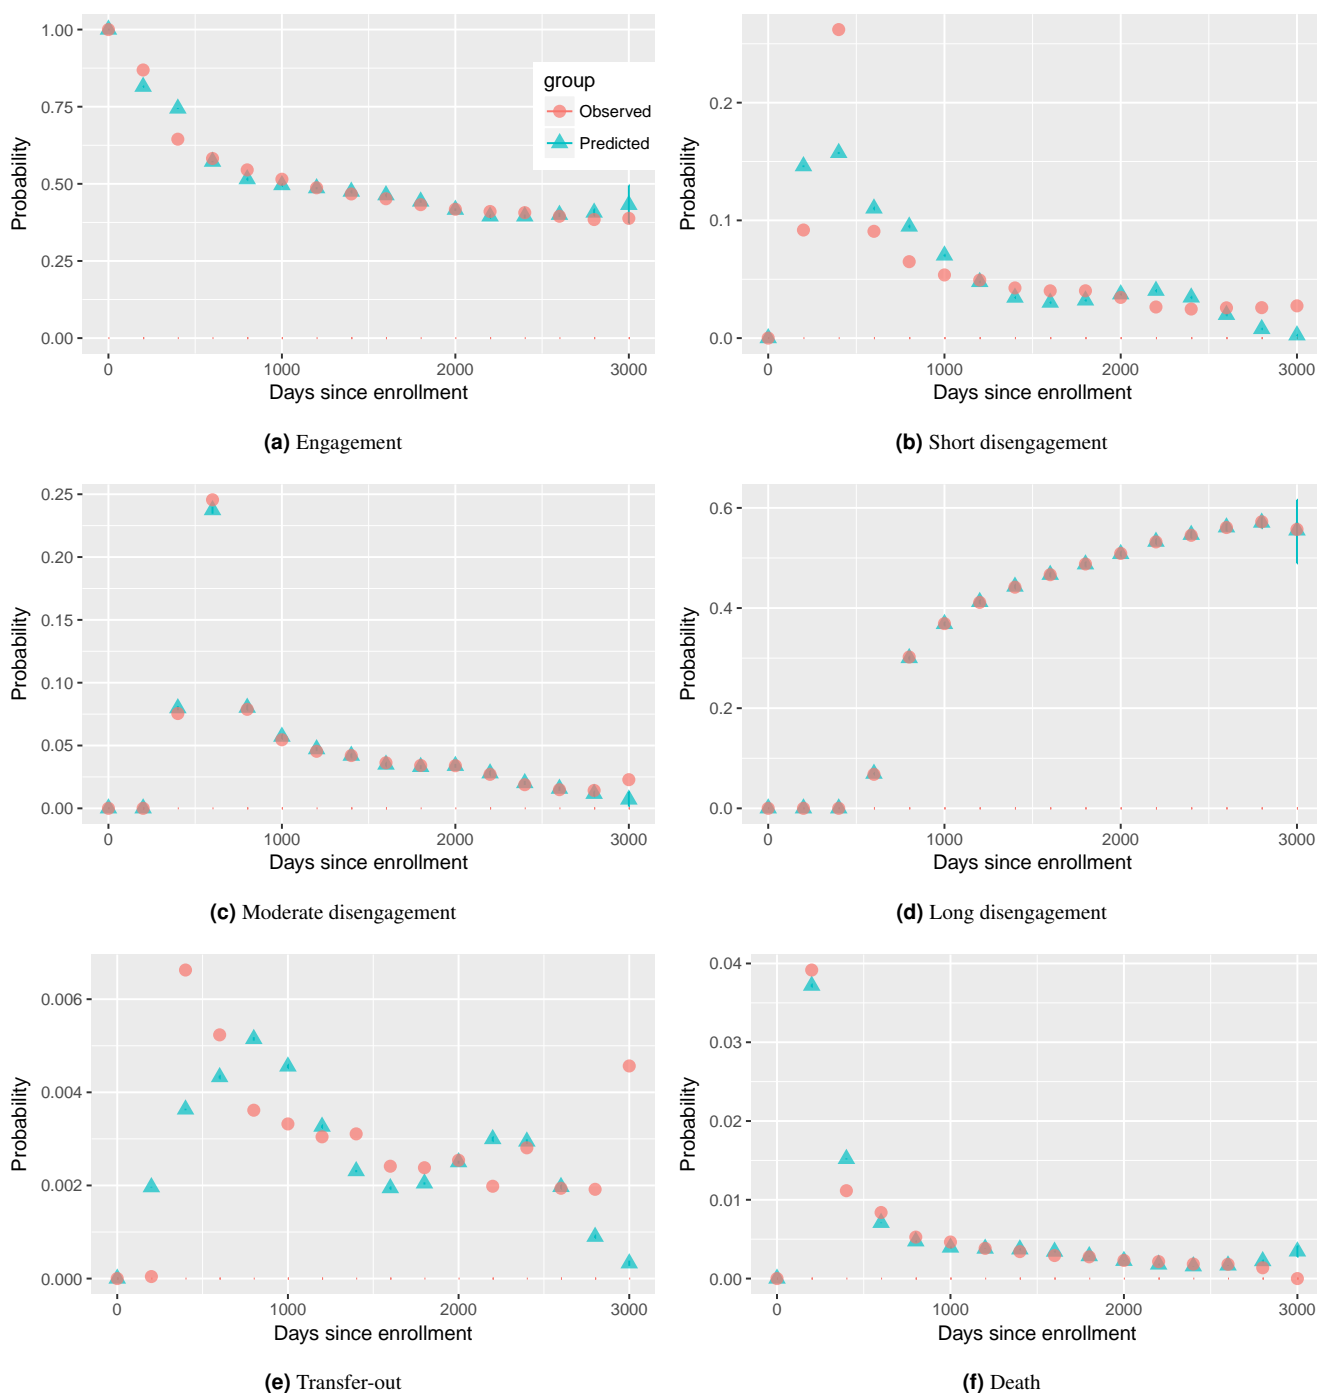 1.00
0.75
0.50
0.25
0.00
Probability
0
1000
2000
3000
Days since enrollment
group
Observed
Predicted
(a) Engagement
0.2
0.1
0.0
Probability
0
1000
2000
3000
Days since enrollment
(b) Short disengagement
0.25
0.20
0.15
0.10
0.05
0.00
Probability
0
1000
2000
3000
Days since enrollment
(c) Moderate disengagement
0.6
0.4
0.2
0.0
Probability
0
1000
2000
3000
Days since enrollment
(d) Long disengagement
0.006
0.004
0.002
0.000
Probability
0
1000
2000
3000
Days since enrollment
(e) Transfer-out
0.04
0.03
0.02
0.01
0.00
Probability
0
1000
2000
3000
Days since enrollment
(f) Death